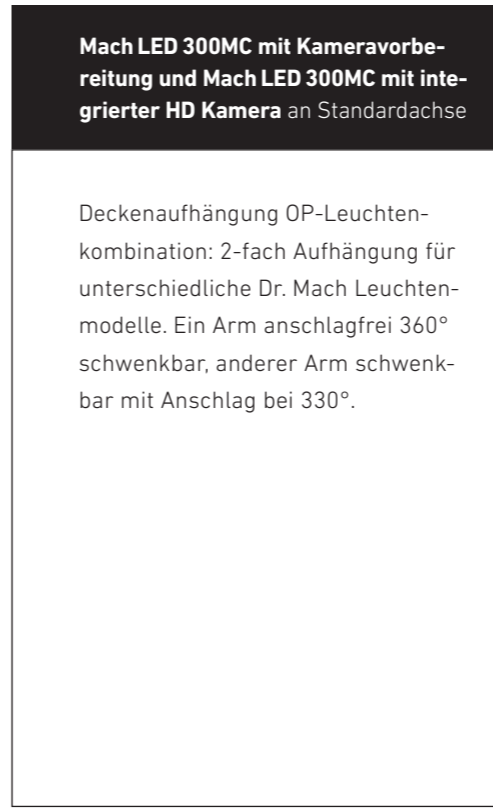 Mach LED 300MC mit Kameravorbe-
reitung und Mach LED 300MC mit inte-
grierter HD Kamera an Standardachse
Deckenaufhängung OP-Leuchten-
kombination: 2-fach Aufhängung für
unterschiedliche Dr. Mach Leuchten-
modelle. Ein Arm anschlagfrei 360°
schwenkbar, anderer Arm schwenk-
bar mit Anschlag bei 330°.